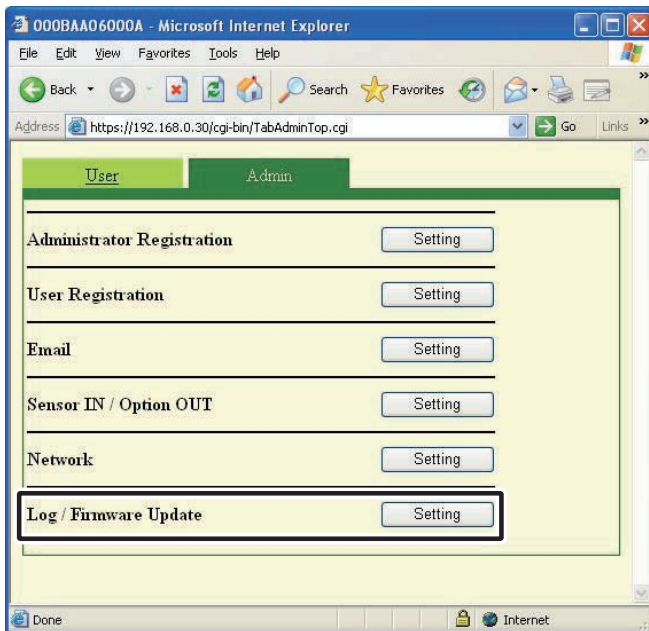 000BAA06000A - Microsoft Internet Explorer
File Edit View Favorites Tools Help
Back Search Favorites »
Address https://192.168.0.30/cgi-bin/TabAdminTop.cgi Go Links »
User Admin
Administrator Registration Setting
User Registration Setting
Email Setting
Sensor IN / Option OUT Setting
Network Setting
Log / Firmware Update Setting
Done Internet